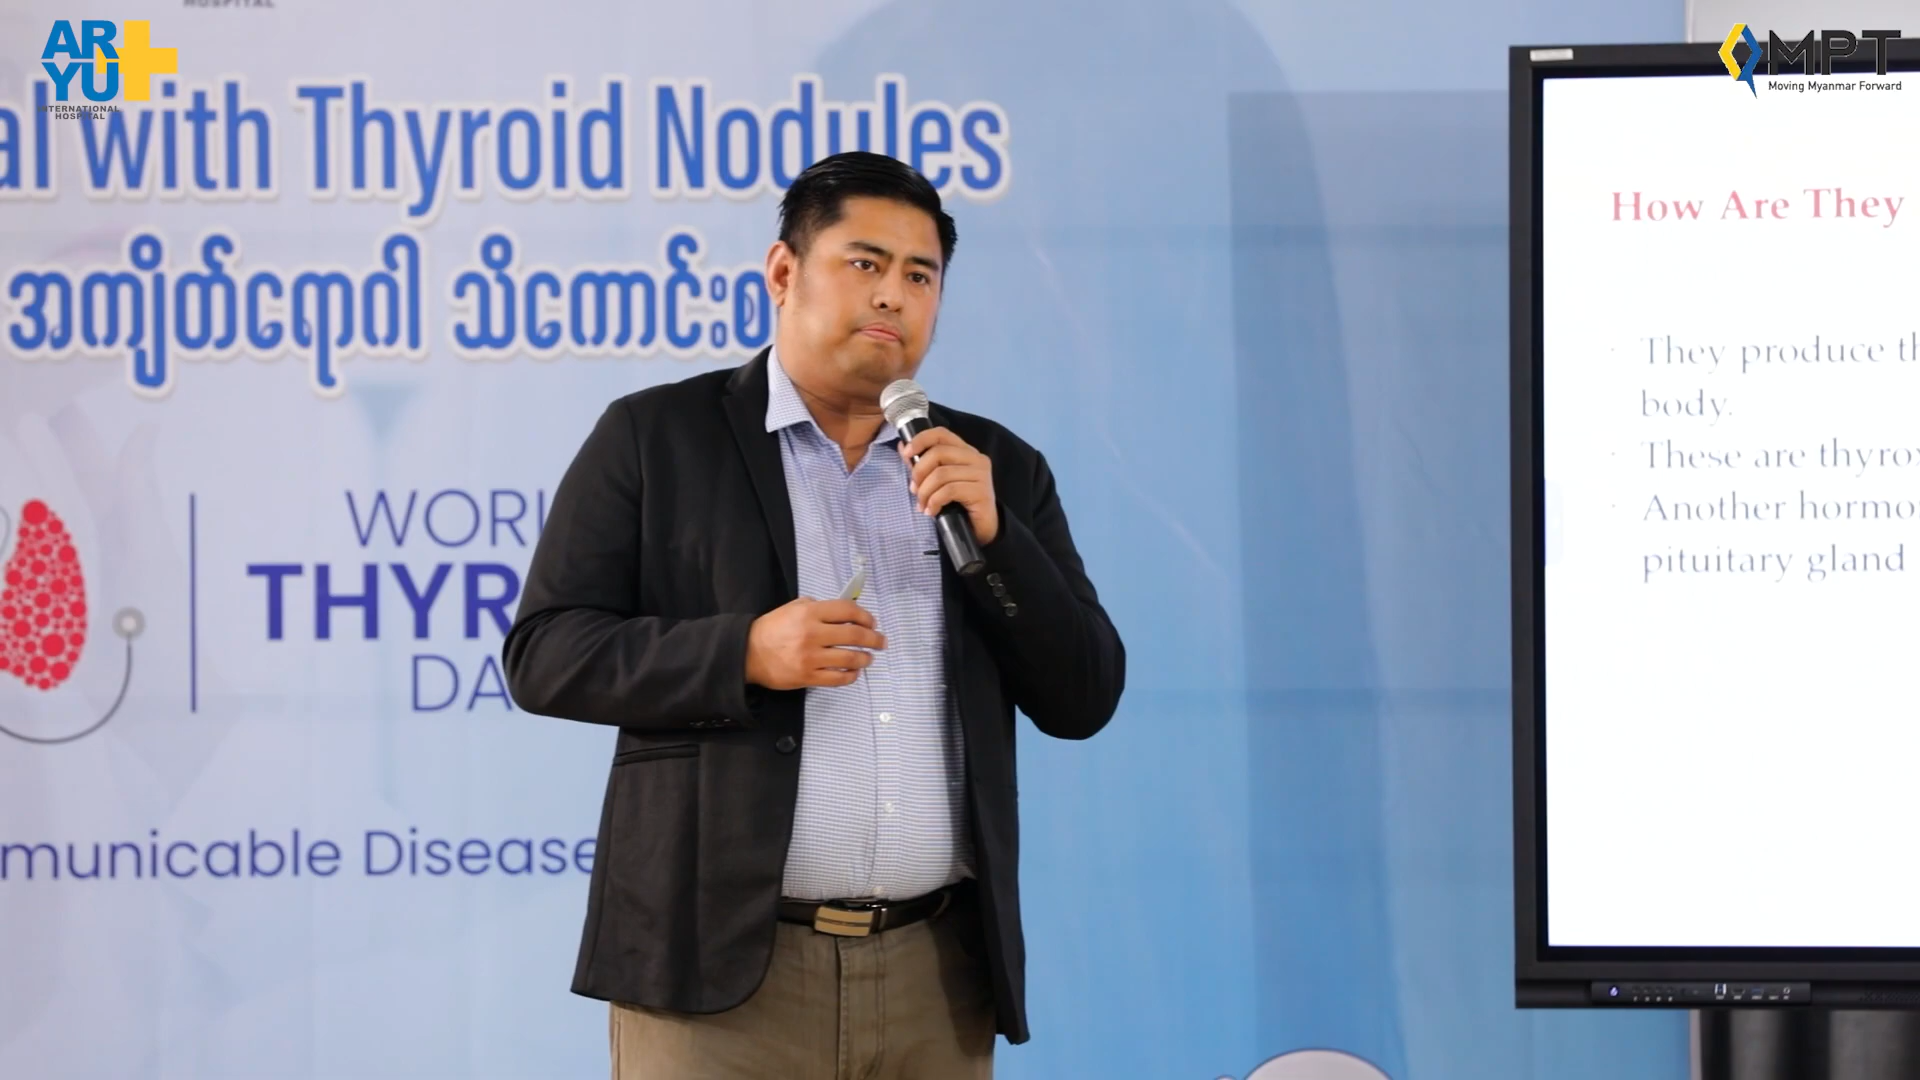 HOSPITAL
AR
YU
INTERNATIONAL
HOSPITAL
MPT
Moving Myanmar Forward
al with Thyroid Nodules
အကျိတ်ရောဂါ သိကောင်းစ
WORL
THYR
DA
municable Disease
How Are They
They produce th
body.
These are thyrox
Another hormo
pituitary gland